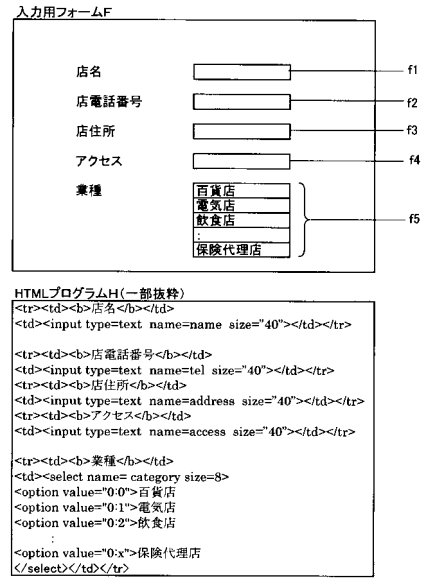 入力用フォームF
店名
f1
店電話番号
f2
店住所
f3
アクセス
f4
業種
百貨店
電気店
飲食店
:
保険代理店
f5
HTMLプログラムH(一部抜粋)
<tr><td><b>店名</b></td>
<td><input type=text name=name size="40"></td></tr>
<tr><td><b>店電話番号</b></td>
<td><input type=text name=tel size="40"></td></tr>
<tr><td><b>店住所</b></td>
<td><input type=text name=address size="40"></td></tr>
<tr><td><b>アクセス</b></td>
<td><input type=text name=access size="40"></td></tr>
<tr><td><b>業種</b></td>
<td><select name= category size=8>
<option value="0:0">百貨店
<option value="0:1">電気店
<option value="0:2">飲食店
:
<option value="0:x">保険代理店
</select></td></tr>